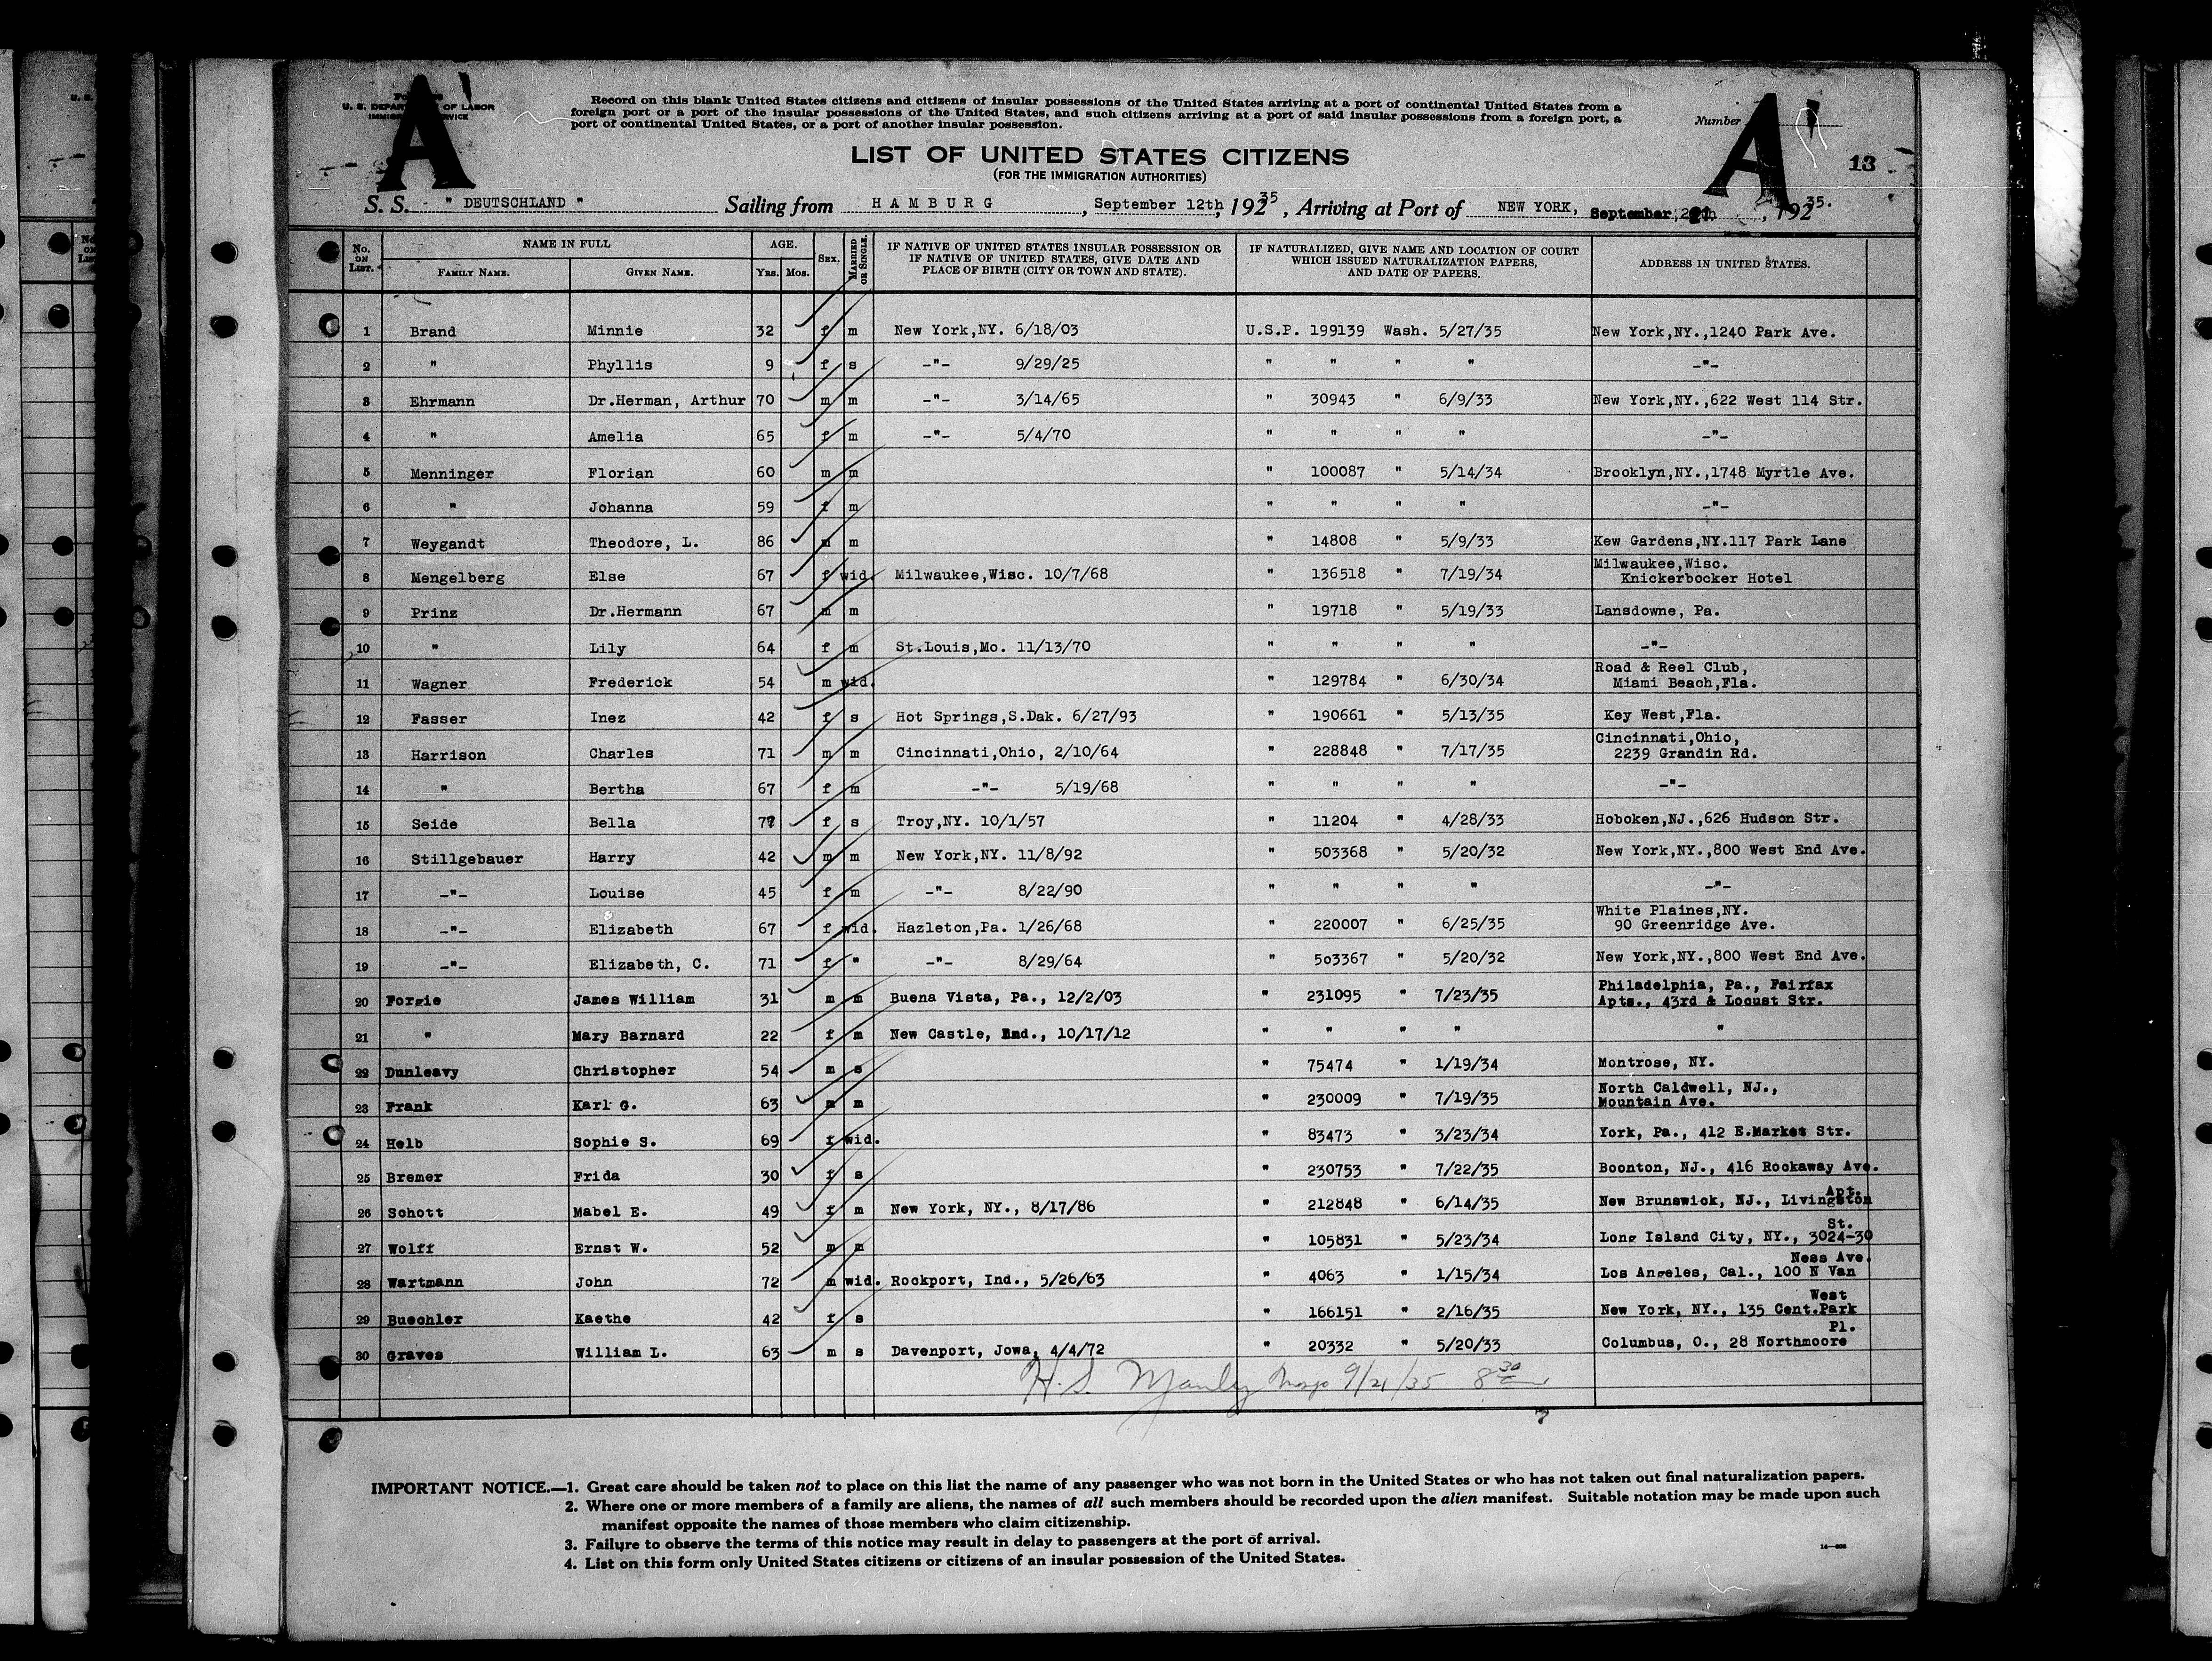 U. S. DEPARTMENT OF LABOR
IMMIGRATION SERVICE
A
Record on this blank United States citizens and citizens of insular possessions of the United States arriving at a port of continental United States from a
foreign port or a port of the insular possessions of the United States, and such citizens arriving at a port of said insular possessions from a foreign port, a
port of continental United States, or a port of another insular possession.
Number
A
13
LIST OF UNITED STATES CITIZENS
(FOR THE IMMIGRATION AUTHORITIES)
S. S. - " DEUTSCHLAND " Sailing from HAMBURG, September 12th, 192 35, Arriving at Port of NEW YORK, September, 192 35.
No. ON LIST. NAME IN FULL FAMILY NAME. GIVEN NAME. AGE. YRS. MOS. SEX. MARRIED OR SINGLE. IF NATIVE OF UNITED STATES INSULAR POSSESSION OR IF NATIVE OF UNITED STATES, GIVE DATE AND PLACE OF BIRTH (CITY OR TOWN AND STATE). IF NATURALIZED, GIVE NAME AND LOCATION OF COURT WHICH ISSUED NATURALIZATION PAPERS, AND DATE OF PAPERS. ADDRESS IN UNITED STATES.
1 Brand Minnie 32 f m New York,NY. 6/18/03 U.S.P. 199139 Wash. 5/27/35 New York,NY.,1240 Park Ave.
2 " Phyllis 9 f s -"- 9/29/25 " " " " -"-
3 Ehrmann Dr.Herman, Arthur 70 m m -"- 3/14/65 " 30943 " 6/9/33 New York,NY.,622 West 114 Str.
4 " Amelia 65 f m -"- 5/4/70 " " " " -"-
5 Menninger Florian 60 m m " 100087 " 5/14/34 Brooklyn,NY.,1748 Myrtle Ave.
6 " Johanna 59 f m " " " " -"-
7 Weygandt Theodore, L. 86 m m " 14808 " 5/9/33 Kew Gardens,NY.117 Park Lane
8 Mengelberg Else 67 f wid. Milwaukee,Wisc. 10/7/68 " 136518 " 7/19/34 Milwaukee,Wisc.
Knickerbocker Hotel
9 Prinz Dr.Hermann 67 m m " 19718 " 5/19/33 Lansdowne, Pa.
10 " Lily 64 f m St.Louis,Mo. 11/13/70 " " " " -"-
11 Wagner Frederick 54 m wid. " 129784 " 6/30/34 Road & Reel Club,
Miami Beach,Fla.
12 Fasser Inez 42 f s Hot Springs,S.Dak. 6/27/93 " 190661 " 5/13/35 Key West,Fla.
13 Harrison Charles 71 m m Cincinnati,Ohio, 2/10/64 " 228848 " 7/17/35 Cincinnati,Ohio,
2239 Grandin Rd.
14 " Bertha 67 f m -"- 5/19/68 " " " " -"-
15 Seide Bella 77 f s Troy,NY. 10/1/57 " 11204 " 4/28/33 Hoboken,NJ.,626 Hudson Str.
16 Stillgebauer Harry 42 m m New York,NY. 11/8/92 " 503368 " 5/20/32 New York,NY.,800 West End Ave.
17 -"- Louise 45 f m -"- 8/22/90 " " " " -"-
18 -"- Elizabeth 67 f wid. Hazleton,Pa. 1/26/68 " 220007 " 6/25/35 White Plaines,NY.
90 Greenridge Ave.
19 -"- Elizabeth, C. 71 f " -"- 8/29/64 " 503367 " 5/20/32 New York,NY.,800 West End Ave.
20 Forgie James William 31 m m Buena Vista, Pa., 12/2/03 " 231095 " 7/23/35 Philadelphia, Pa., Fairfax
Apts., 43rd & Locust Str.
21 " Mary Barnard 22 f m New Castle, Ind., 10/17/12 " " " " "
22 Dunleavy Christopher 54 m s " 75474 " 1/19/34 Montrose, NY.
23 Frank Karl G. 63 m m " 230009 " 7/19/35 North Caldwell, NJ.,
Mountain Ave.
24 Helb Sophie S. 69 f wid. " 83473 " 3/23/34 York, Pa., 412 E.Market Str.
25 Bremer Frida 30 f s " 230753 " 7/22/35 Boonton, NJ., 416 Rockaway Ave.
26 Schott Mabel E. 49 f m New York, NY., 8/17/86 " 212848 " 6/14/35 New Brunswick, NJ., Livingston Apt.
27 Wolff Ernst W. 52 m m " 105831 " 5/23/34 Long Island City, NY., 3024-30 St.
28 Wartmann John 72 m wid. Rockport, Ind., 5/26/63 " 4063 " 1/15/34 Los Angeles, Cal., 100 N Van Ness Ave.
29 Buechler Kaethe 42 f s " 166151 " 2/16/35 New York, NY., 135 Cent.Park West
30 Graves William L. 63 m s Davenport, Jowa, 4/4/72 " 20332 " 5/20/33 Columbus, O., 28 Northmoore Pl.
H. S. Manley 9/21/35 8 30
IMPORTANT NOTICE.—1. Great care should be taken not to place on this list the name of any passenger who was not born in the United States or who has not taken out final naturalization papers.
2. Where one or more members of a family are aliens, the names of all such members should be recorded upon the alien manifest. Suitable notation may be made upon such
manifest opposite the names of those members who claim citizenship.
3. Failure to observe the terms of this notice may result in delay to passengers at the port of arrival.
4. List on this form only United States citizens or citizens of an insular possession of the United States.